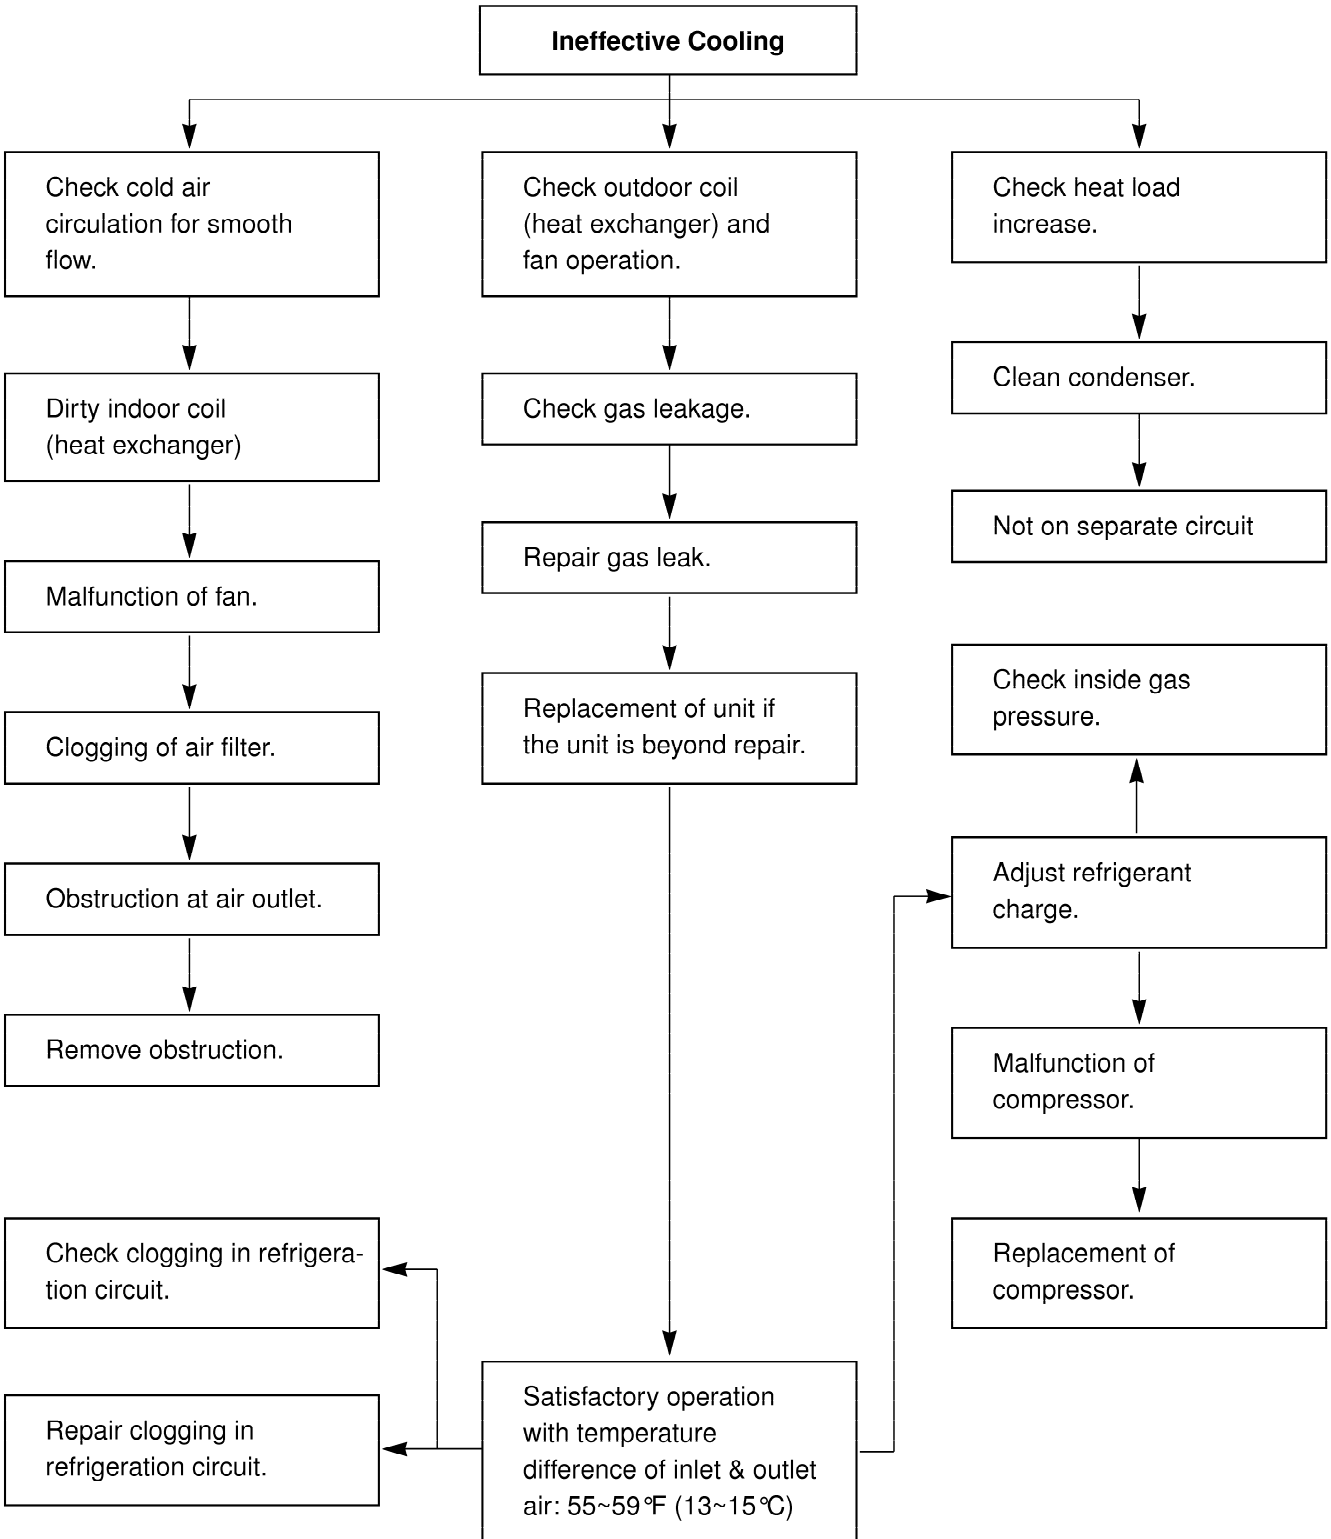 Ineffective Cooling
Check cold air
circulation for smooth
flow.
Dirty indoor coil
(heat exchanger)
Malfunction of fan.
Clogging of air filter.
Obstruction at air outlet.
Remove obstruction.
Check outdoor coil
(heat exchanger) and
fan operation.
Check gas leakage.
Repair gas leak.
Replacement of unit if
the unit is beyond repair.
Check heat load
increase.
Clean condenser.
Not on separate circuit
Check inside gas
pressure.
Adjust refrigerant
charge.
Malfunction of
compressor.
Replacement of
compressor.
Check clogging in refrigera-
tion circuit.
Repair clogging in
refrigeration circuit.
Satisfactory operation
with temperature
difference of inlet & outlet
air: 55~59°F (13~15°C)